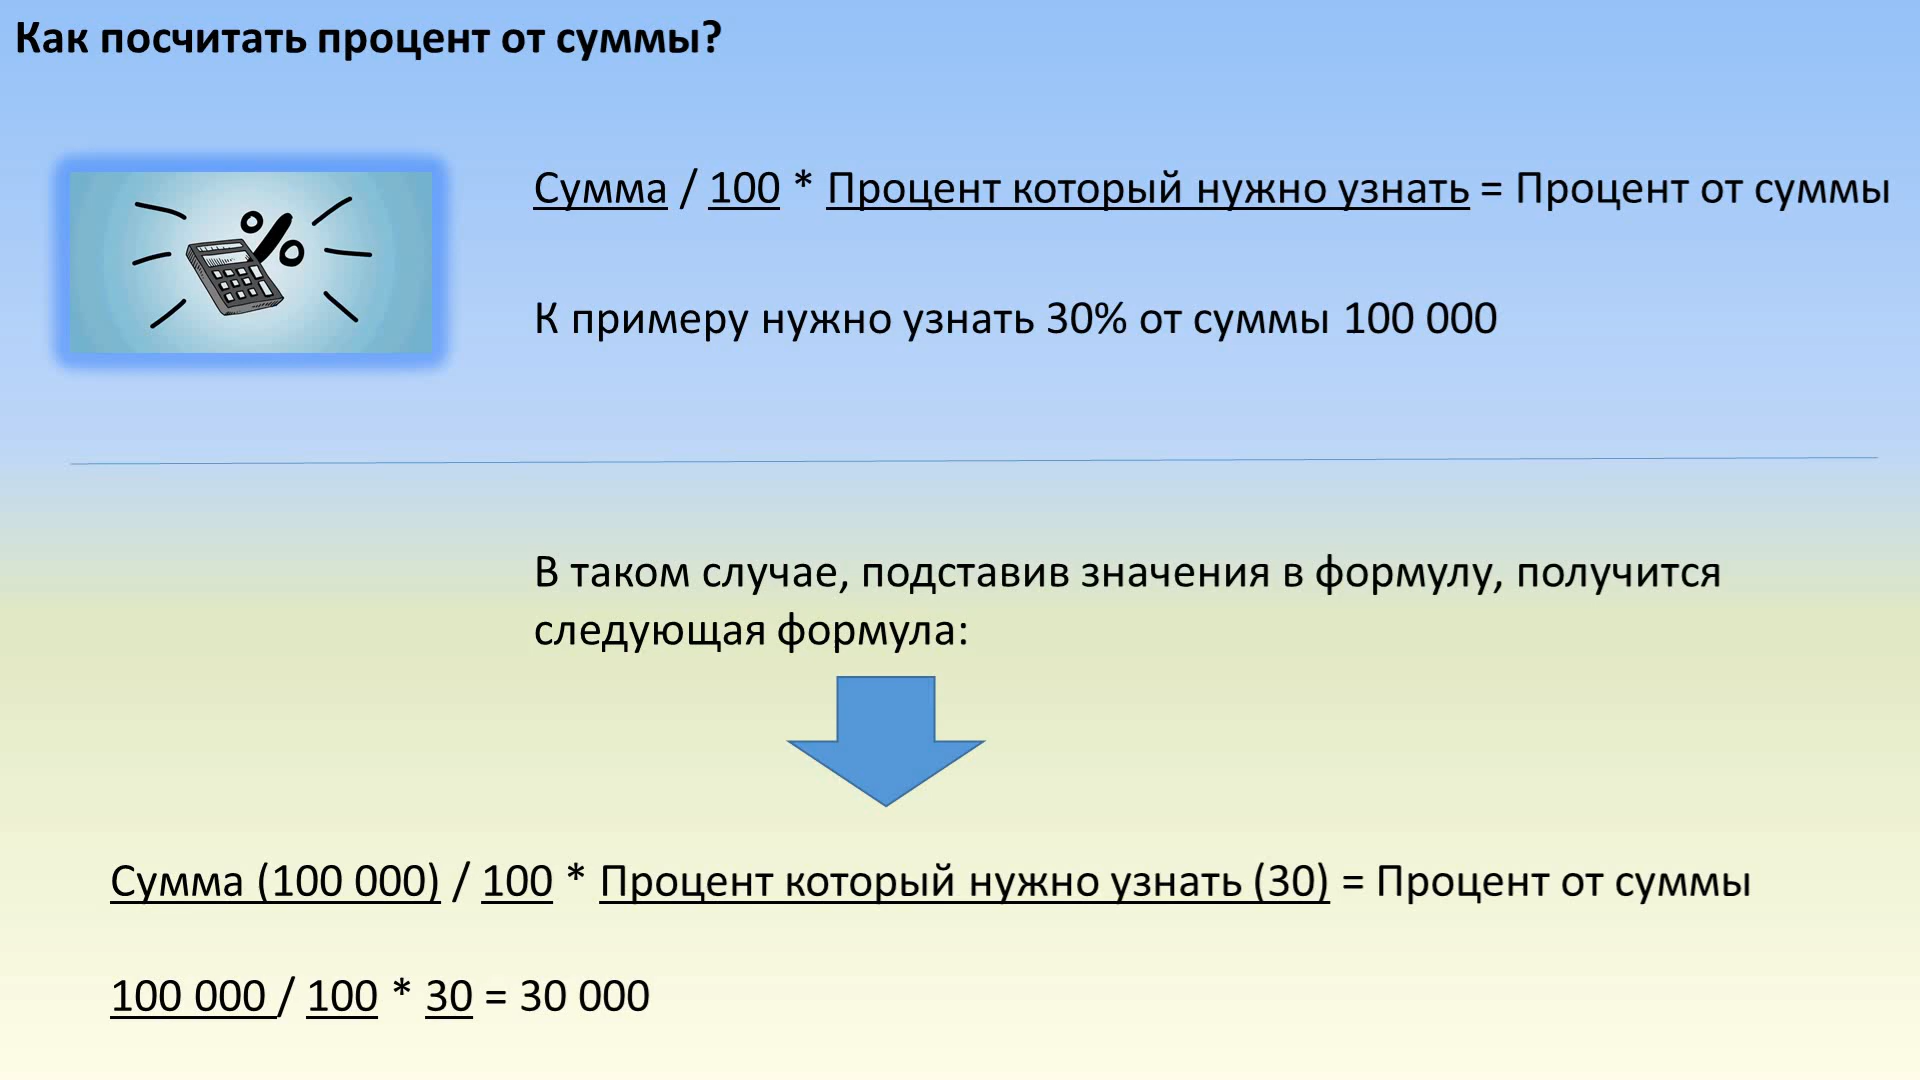 Как посчитать процент от суммы?
Сумма / 100 * Процент который нужно узнать = Процент от суммы
К примеру нужно узнать 30% от суммы 100 000
В таком случае, подставив значения в формулу, получится
следующая формула:
Сумма (100 000) / 100 * Процент который нужно узнать (30) = Процент от суммы
100 000 / 100 * 30 = 30 000